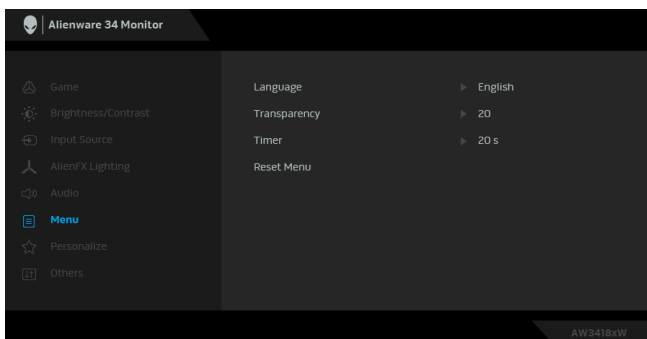 Alienware 34 Monitor
Game
Brightness/Contrast
Input Source
AlienFX Lighting
Audio
Menu
Personalize
Others
Language English
Transparency 20
Timer 20 s
Reset Menu
AW3418xW